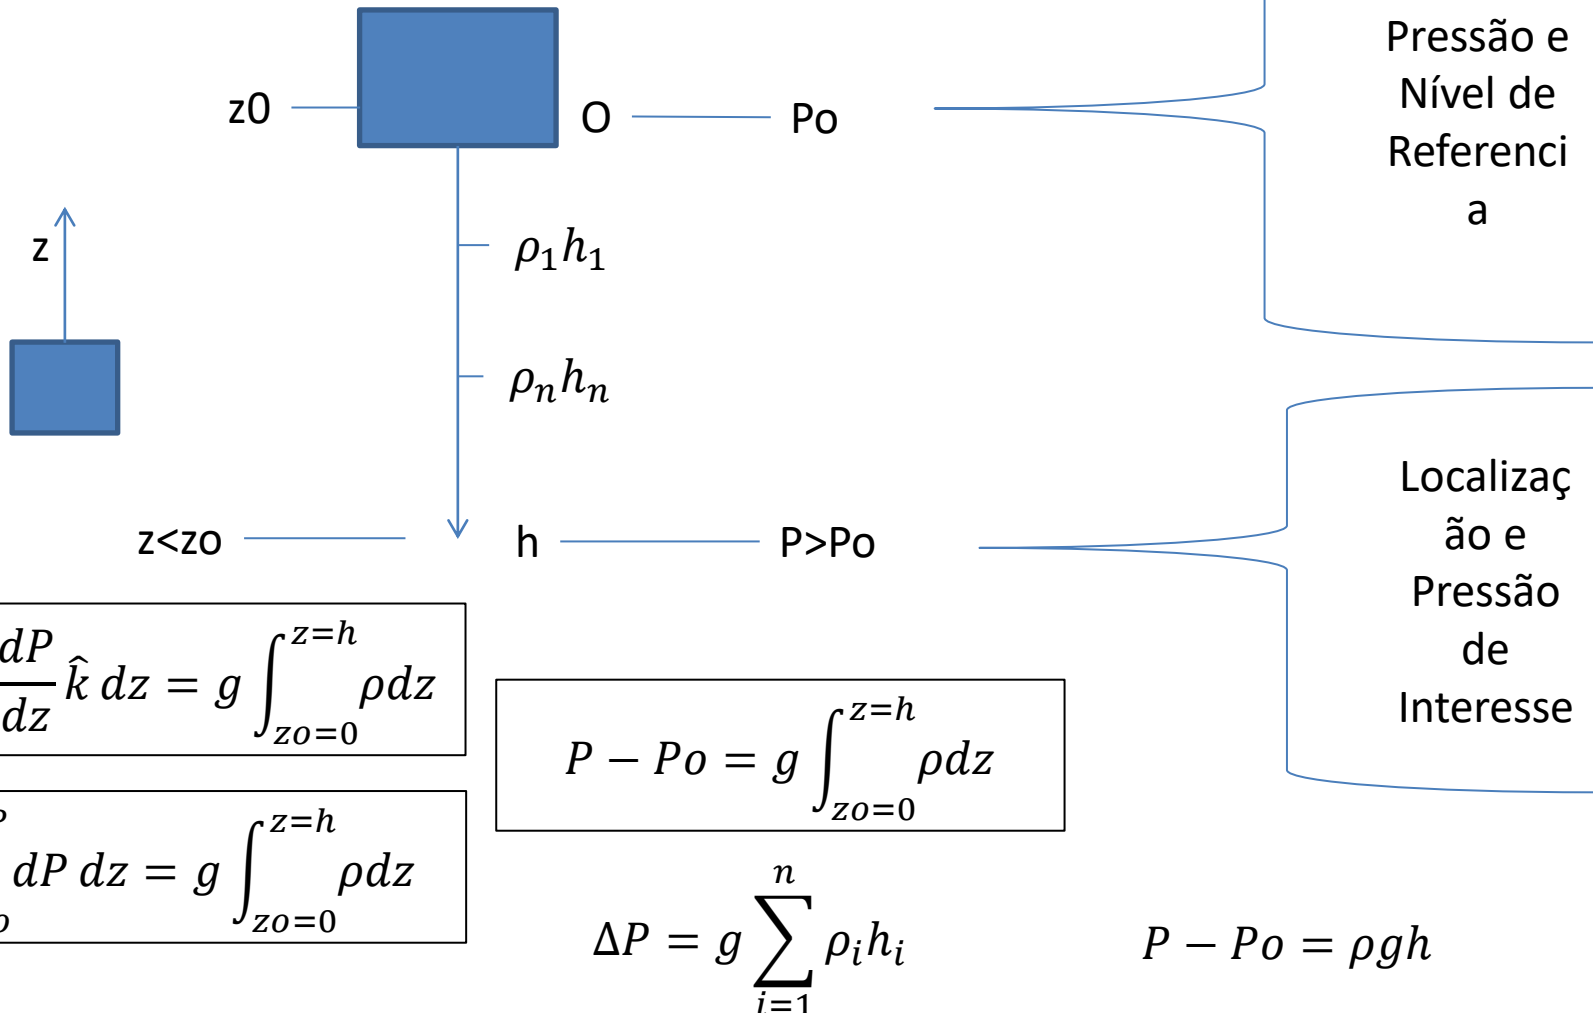 Pressão e
Nível de
Referenci
a
z0
O
Po
z
ρ₁h₁
ρₙhₙ
z<zo
h
P>Po
Localizaç
ão e
Pressão
de
Interesse
dP/dz k̂ dz = g ∫_{zo=0}^{z=h} ρdz
P − Po = g ∫_{zo=0}^{z=h} ρdz
dP dz = g ∫_{zo=0}^{z=h} ρdz
ΔP = g ∑_{i=1}^{n} ρᵢhᵢ
P − Po = ρgh